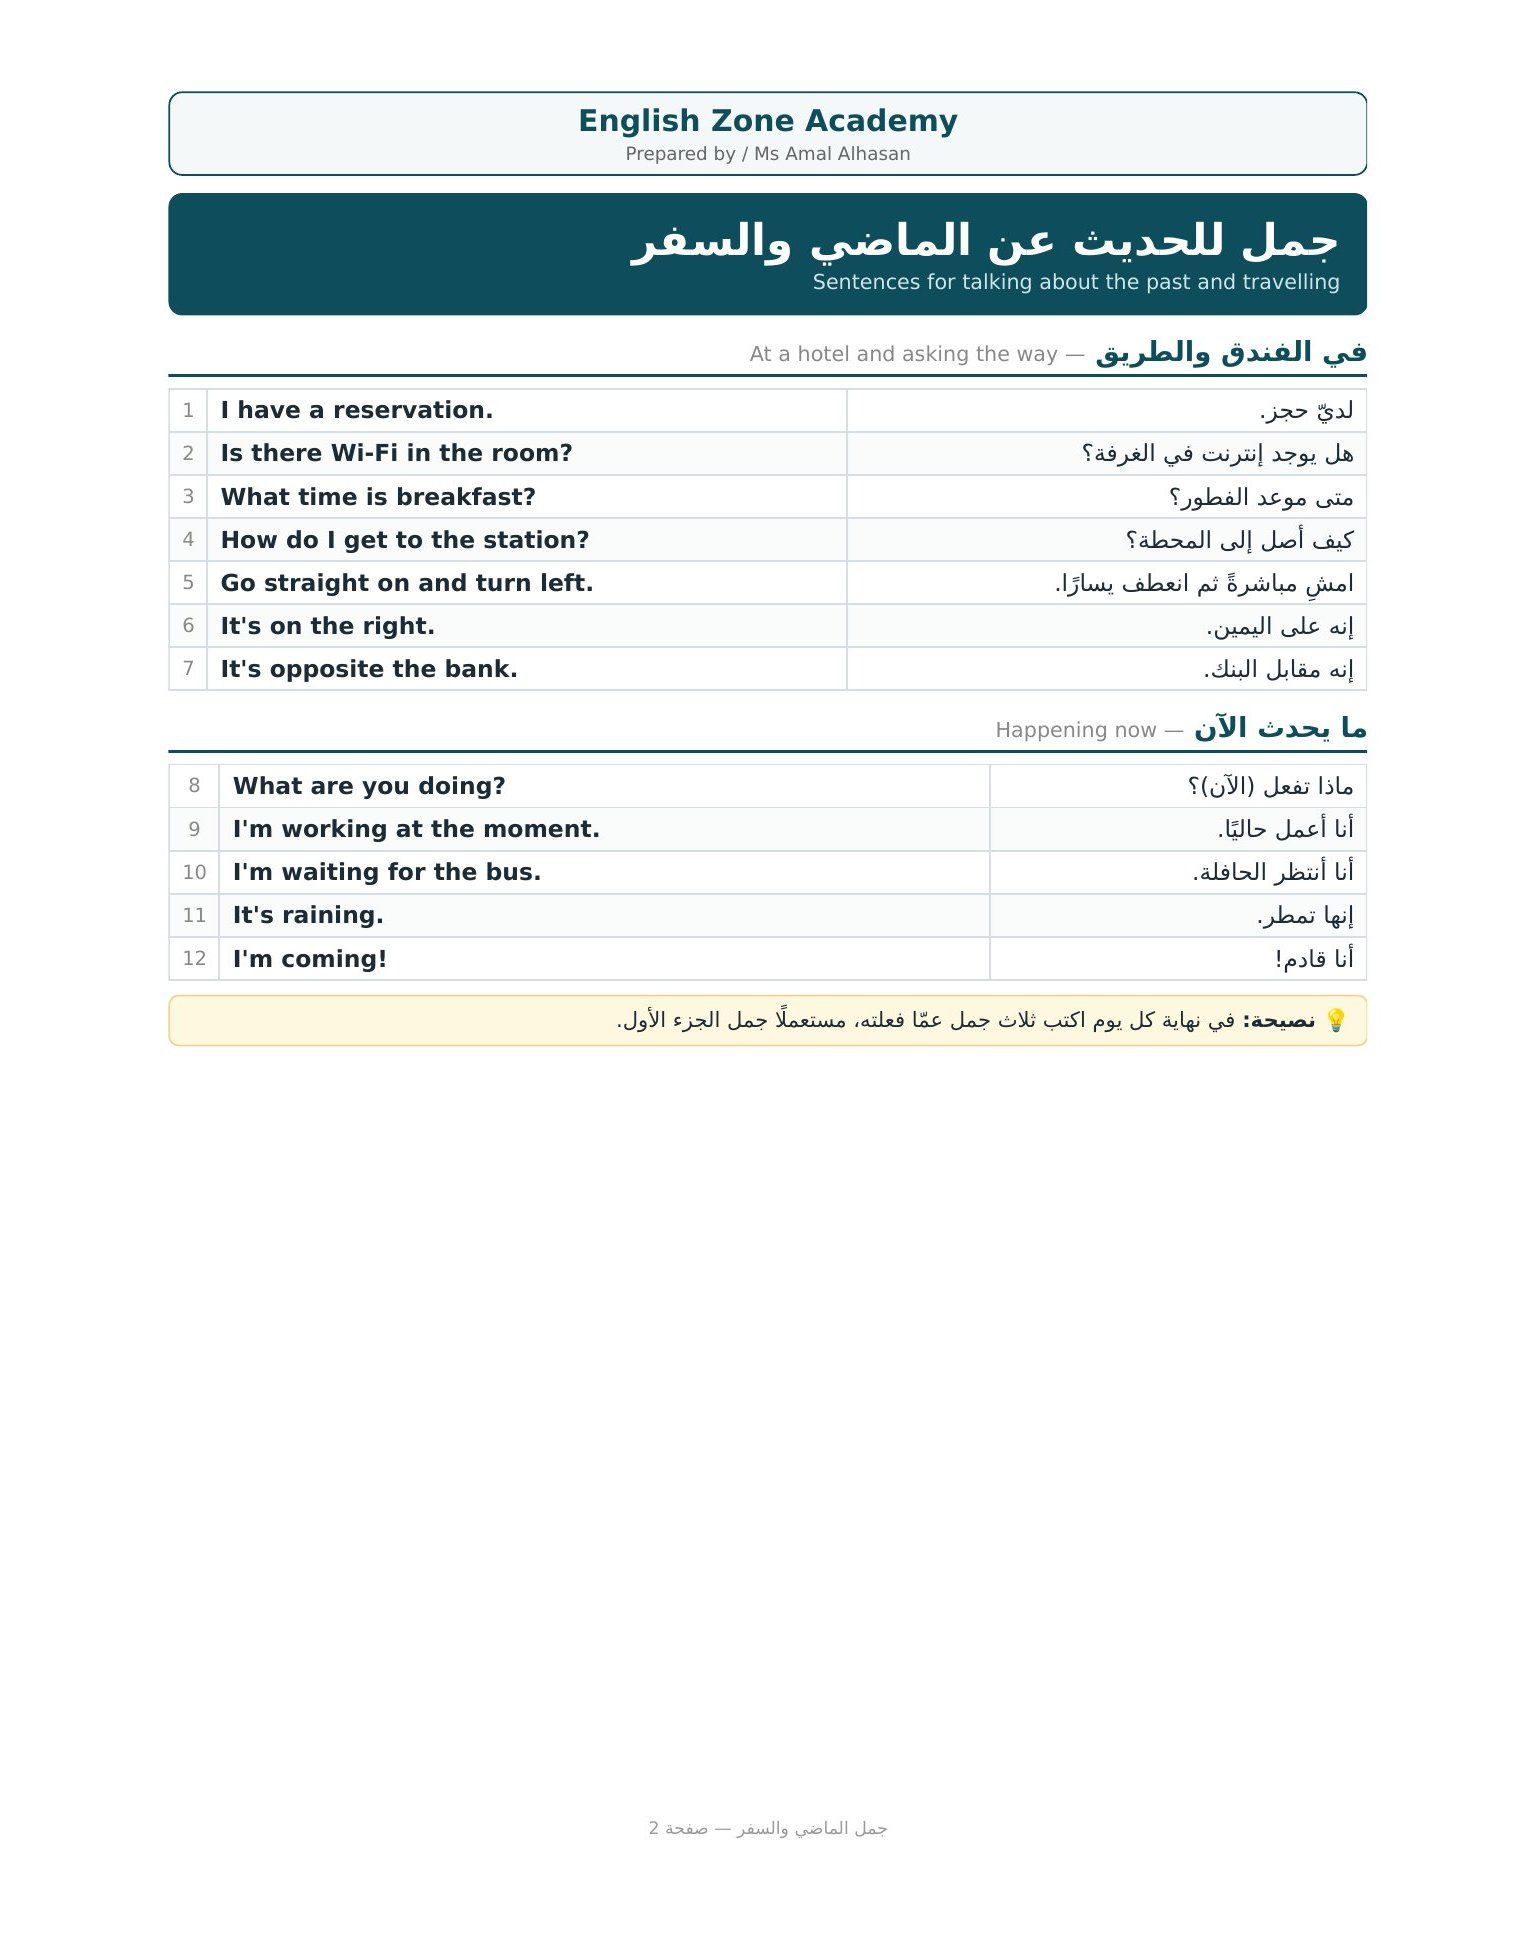 English Zone Academy
Prepared by / Ms Amal Alhasan
جمل للحديث عن الماضي والسفر
Sentences for talking about the past and travelling
في الفندق والطريق — At a hotel and asking the way
1 I have a reservation. لديّ حجز.
2 Is there Wi-Fi in the room? هل يوجد إنترنت في الغرفة؟
3 What time is breakfast? متى موعد الفطور؟
4 How do I get to the station? كيف أصل إلى المحطة؟
5 Go straight on and turn left. امشِ مباشرةً ثم انعطف يسارًا.
6 It's on the right. إنه على اليمين.
7 It's opposite the bank. إنه مقابل البنك.
ما يحدث الآن — Happening now
8 What are you doing? ماذا تفعل (الآن)؟
9 I'm working at the moment. أنا أعمل حاليًا.
10 I'm waiting for the bus. أنا أنتظر الحافلة.
11 It's raining. إنها تمطر.
12 I'm coming! أنا قادم!
💡 نصيحة: في نهاية كل يوم اكتب ثلاث جمل عمّا فعلته، مستعملًا جمل الجزء الأول.
جمل الماضي والسفر — صفحة 2